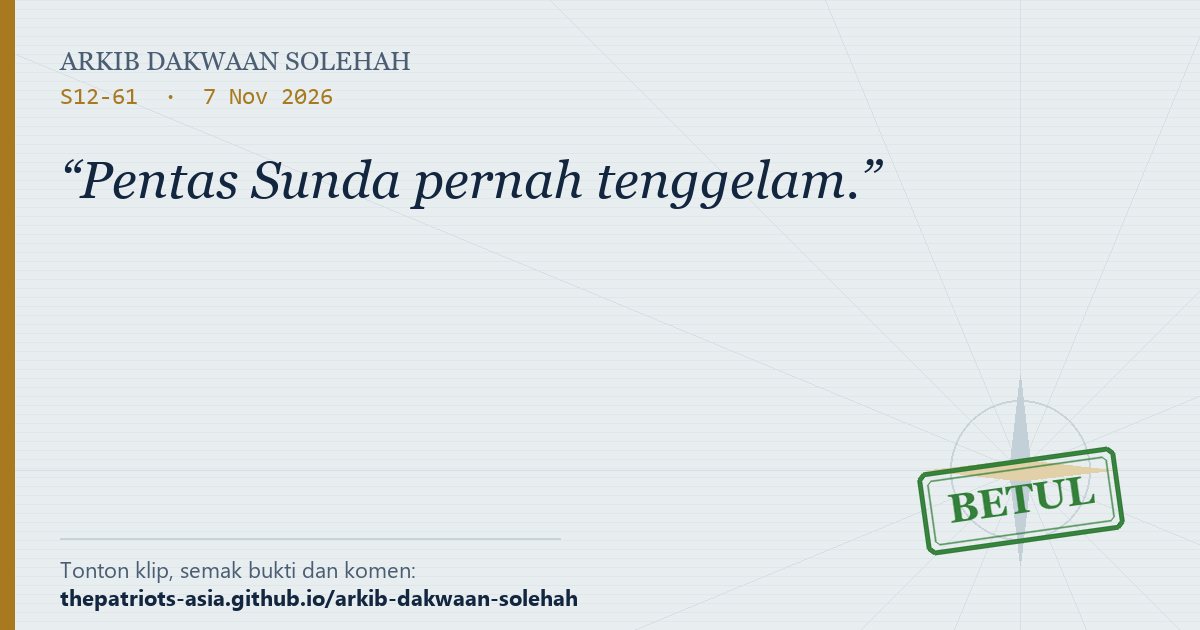 ARKIB DAKWAAN SOLEHAH
S12-61 · 7 Nov 2026
“Pentas Sunda pernah tenggelam.”
BETUL
Tonton klip, semak bukti dan komen:
thepatriots-asia.github.io/arkib-dakwaan-solehah